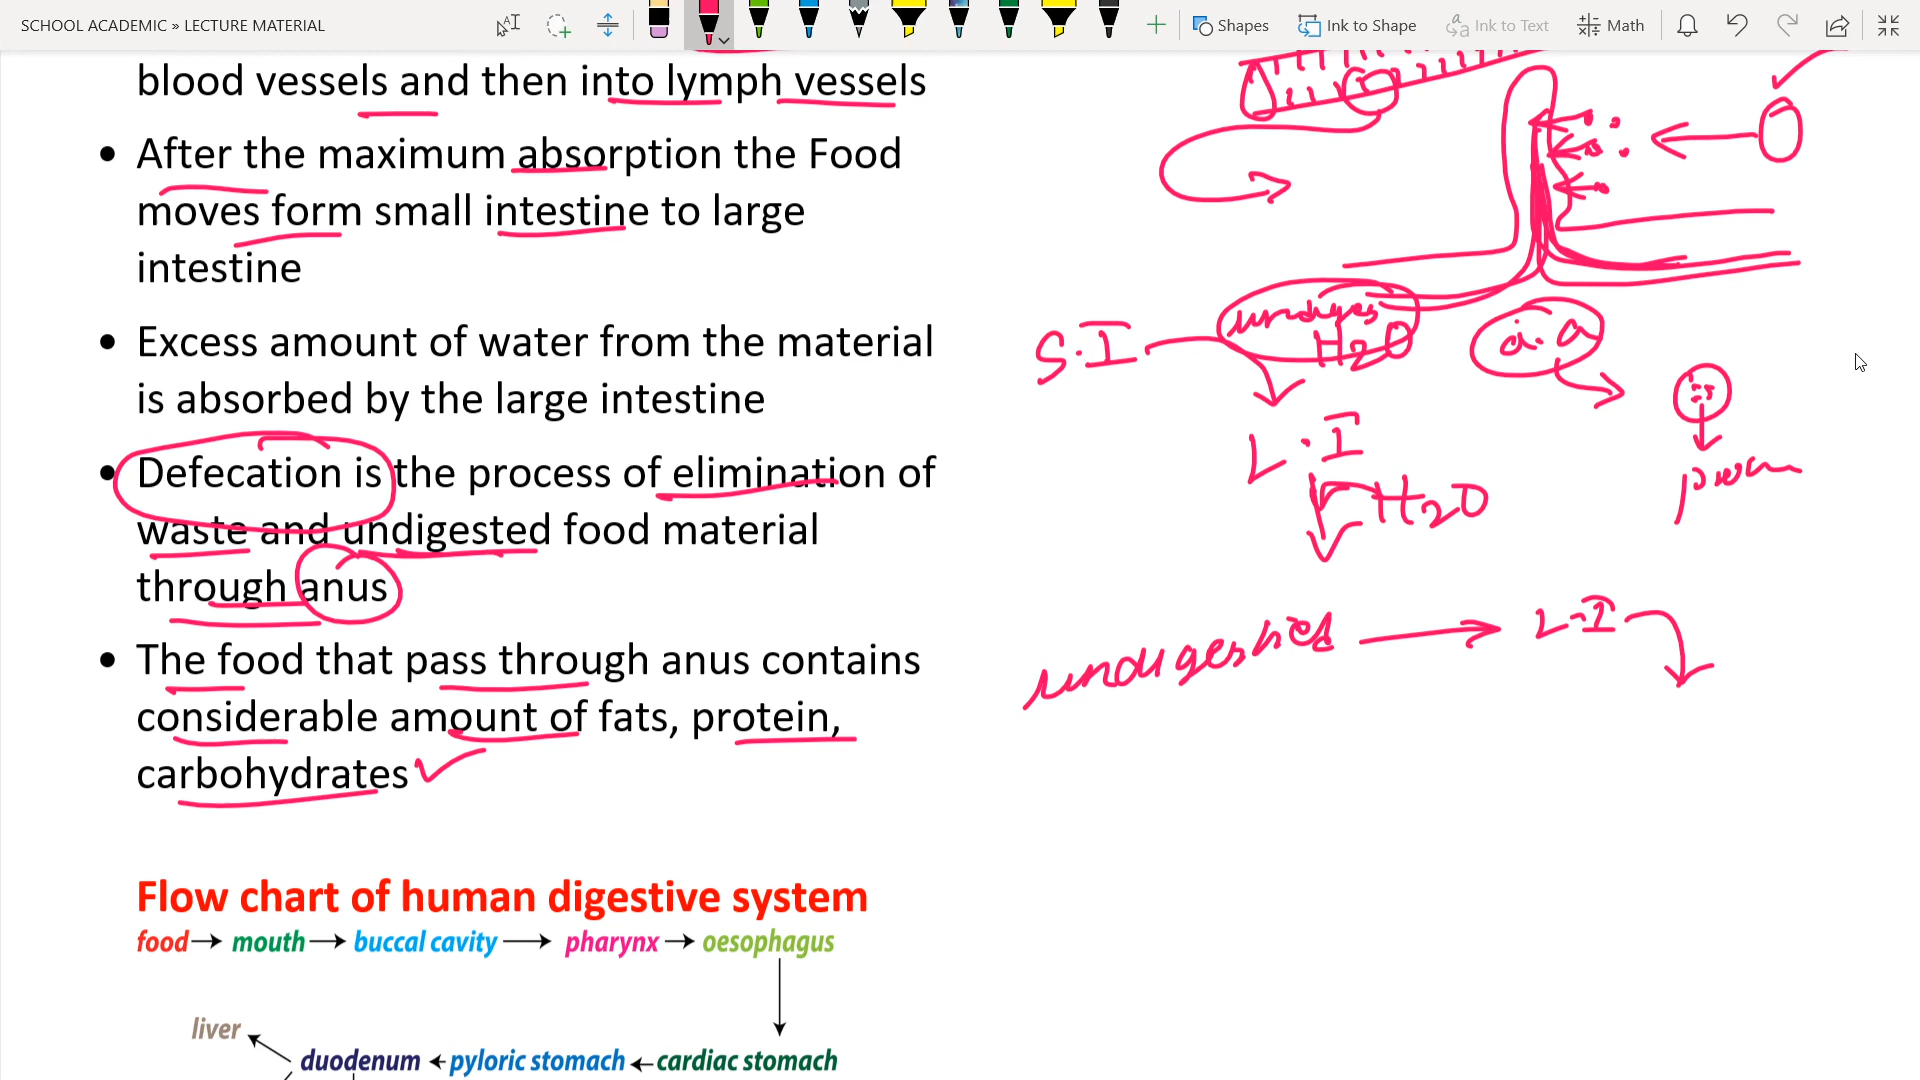 SCHOOL ACADEMIC » LECTURE MATERIAL
Shapes
Ink to Shape
Ink to Text
Math
blood vessels and then into lymph vessels
• After the maximum absorption the Food
moves form small intestine to large
intestine
• Excess amount of water from the material
is absorbed by the large intestine
• Defecation is the process of elimination of
waste and undigested food material
through anus
• The food that pass through anus contains
considerable amount of fats, protein,
carbohydrates
Flow chart of human digestive system
food → mouth → buccal cavity → pharynx → oesophagus
liver
duodenum ← pyloric stomach ← cardiac stomach
S.I
undiges
H2O
a.a
L.I
H2O
L.I